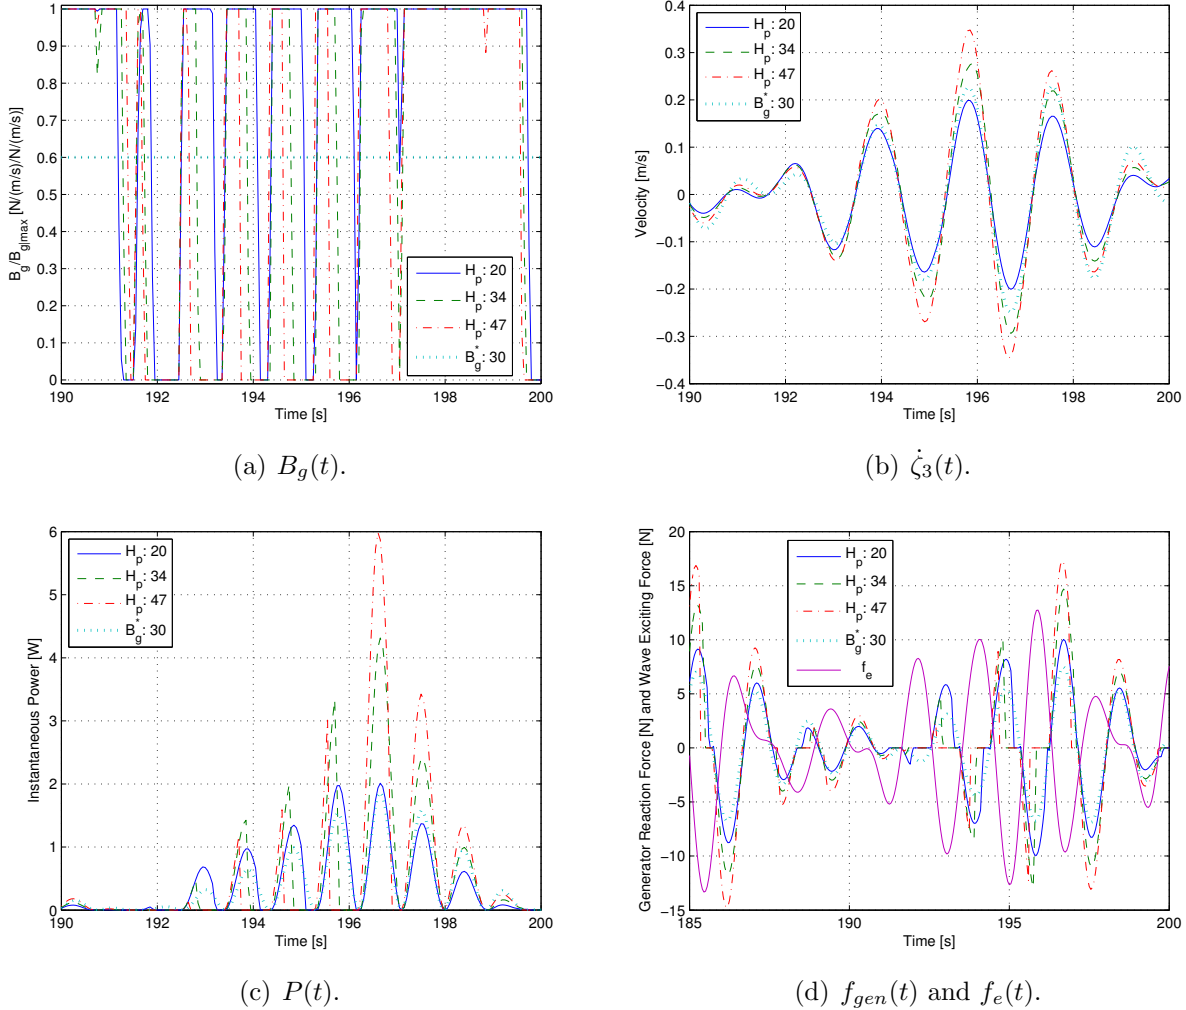 1
0.9
0.8
0.7
0.6
0.5
0.4
0.3
0.2
0.1
0
B_g/B_g|max [N/(m/s)/N/(m/s)]
H_p: 20
H_p: 34
H_p: 47
B_g^*: 30
190 192 194 196 198 200
Time [s]
(a) B_g(t).
0.4
0.3
0.2
0.1
0
−0.1
−0.2
−0.3
−0.4
Velocity [m/s]
H_p: 20
H_p: 34
H_p: 47
B_g^*: 30
190 192 194 196 198 200
Time [s]
(b) ζ̇_3(t).
6
5
4
3
2
1
0
Instantaneous Power [W]
H_p: 20
H_p: 34
H_p: 47
B_g^*: 30
190 192 194 196 198 200
Time [s]
(c) P(t).
20
15
10
5
0
−5
−10
−15
Generator Reaction Force [N] and Wave Exciting Force [N]
H_p: 20
H_p: 34
H_p: 47
B_g^*: 30
f_e
185 190 195 200
Time [s]
(d) f_gen(t) and f_e(t).